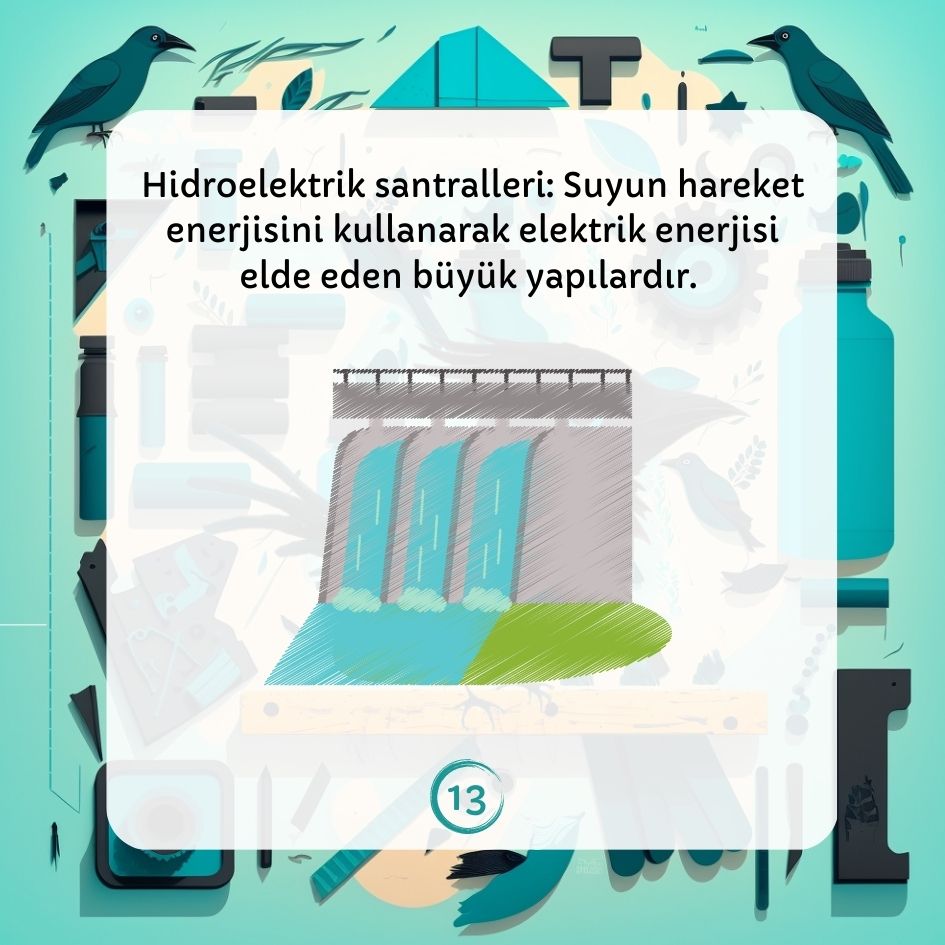 Hidroelektrik santralleri: Suyun hareket
enerjisini kullanarak elektrik enerjisi
elde eden büyük yapılardır.
13